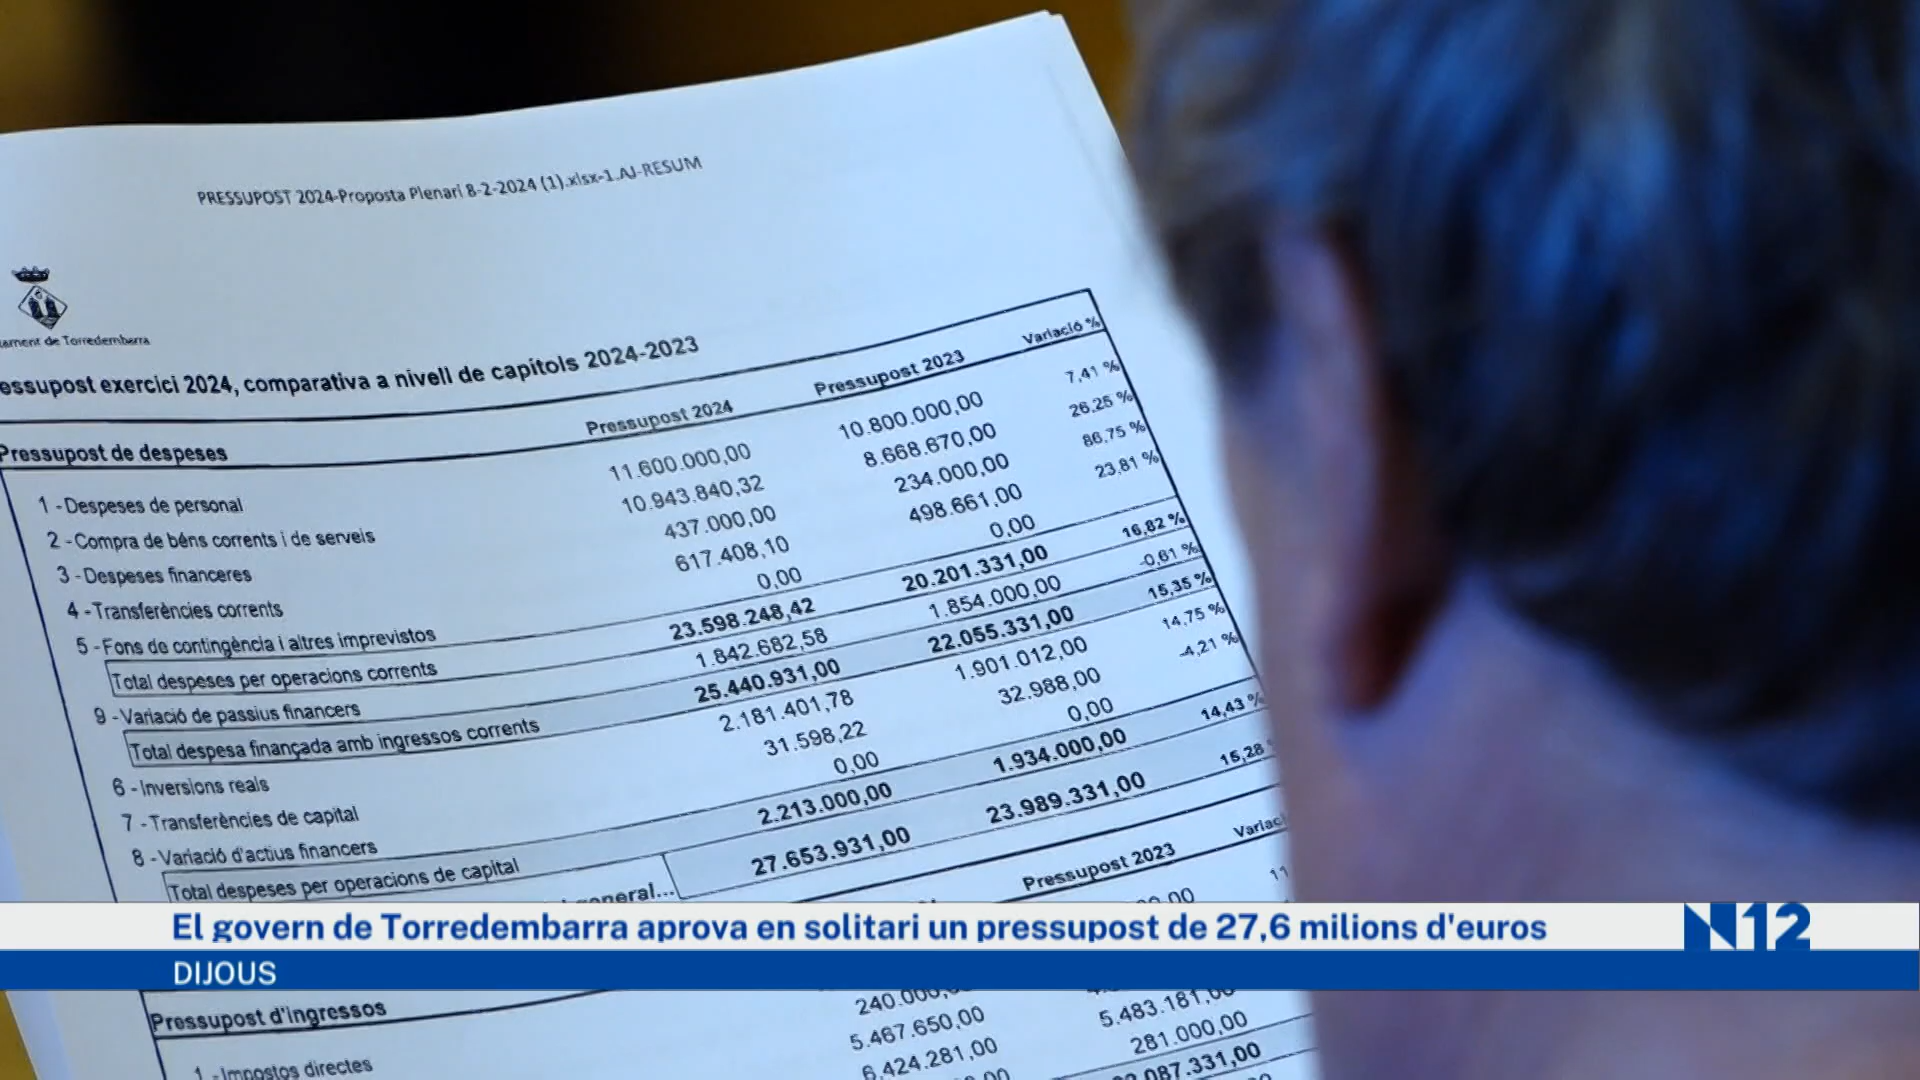 PRESSUPOST 2024-Proposta Plenari 8-2-2024 (1).xlsx-1.AJ-RESUM
tament de Torredembarra
essupost exercici 2024, comparativa a nivell de capítols 2024-2023
Pressupost de despeses Pressupost 2024 Pressupost 2023 Variació %
1 - Despeses de personal 11.600.000,00 10.800.000,00 7,41 %
2 - Compra de béns corrents i de serveis 10.943.840,32 8.668.670,00 26,25 %
3 - Despeses financeres 437.000,00 234.000,00 86,75 %
4 - Transferències corrents 617.408,10 498.661,00 23,81 %
5 - Fons de contingència i altres imprevistos 0,00 0,00
Total despeses per operacions corrents 23.598.248,42 20.201.331,00 16,82 %
9 - Variació de passius financers 1.842.682,58 1.854.000,00 -0,61 %
Total despesa finançada amb ingressos corrents 25.440.931,00 22.055.331,00 15,35 %
6 - Inversions reals 2.181.401,78 1.901.012,00 14,75 %
7 - Transferències de capital 31.598,22 32.988,00 -4,21 %
8 - Variació d'actius financers 0,00 0,00
Total despeses per operacions de capital 2.213.000,00 1.934.000,00 14,43 %
general... 27.653.931,00 23.989.331,00 15,28
Pressupost 2023 Variac
El govern de Torredembarra aprova en solitari un pressupost de 27,6 milions d'euros
N12
DIJOUS
Pressupost d'ingressos
1 - Impostos directes
240.000,
5.467.650,00 5.483.181,00
6.424.281,00 281.000,00
087.331,00